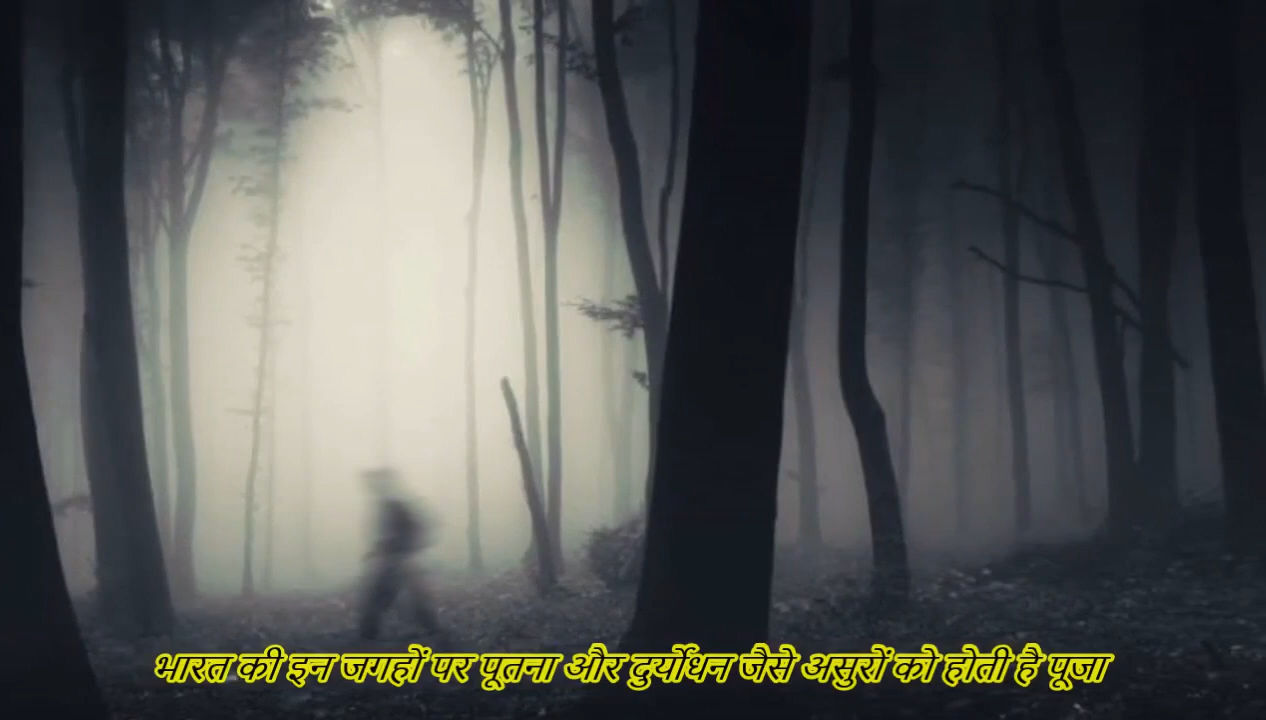 भारत की इन जगहों पर पूतना और दुर्योधन जैसे असुरों को होती है पूजा